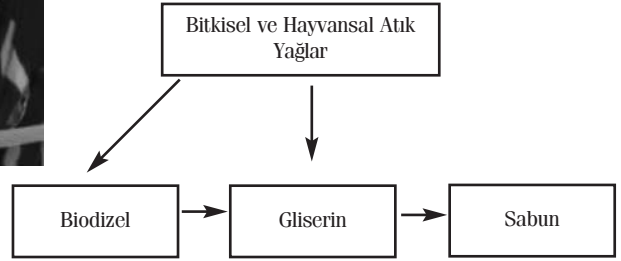 Bitkisel ve Hayvansal Atık
Yağlar
Biodizel
Gliserin
Sabun